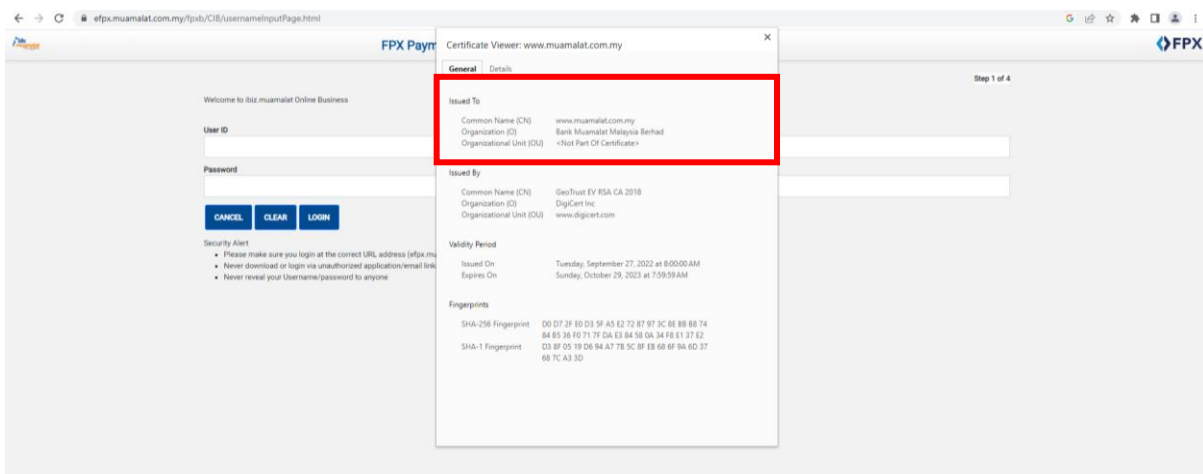 efpx.muamalat.com.my/fpxb/CIB/usernameInputPage.html
FPX Paym
FPX
Step 1 of 4
Welcome to ibiz.muamalat Online Business
User ID
Password
CANCEL CLEAR LOGIN
Security Alert
Please make sure you login at the correct URL address (efpx.mu
Never download or login via unauthorized application/email link
Never reveal your Username/password to anyone
Certificate Viewer: www.muamalat.com.my
General Details
Issued To
Common Name (CN) www.muamalat.com.my
Organization (O) Bank Muamalat Malaysia Berhad
Organizational Unit (OU) <Not Part Of Certificate>
Issued By
Common Name (CN) GeoTrust EV RSA CA 2018
Organization (O) DigiCert Inc
Organizational Unit (OU) www.digicert.com
Validity Period
Issued On Tuesday, September 27, 2022 at 8:00:00 AM
Expires On Sunday, October 29, 2023 at 7:59:59 AM
Fingerprints
SHA-256 Fingerprint D0 D7 2F E0 D3 5F A5 E2 72 87 97 3C 8E BB B8 74
84 B5 36 F0 71 7F DA E3 84 58 0A 34 F8 E1 37 E2
SHA-1 Fingerprint D3 8F 05 19 D6 94 A7 7B 5C 8F EB 68 6F 9A 6D 37
68 7C A3 3D